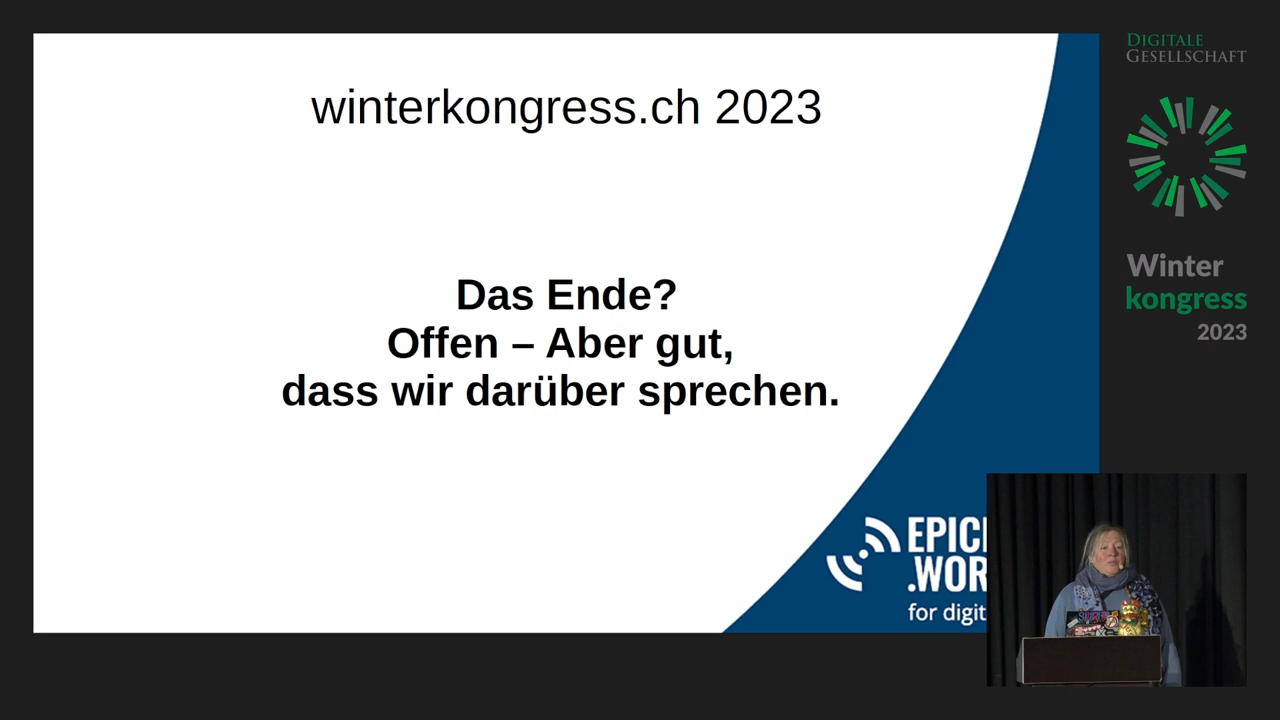 winterkongress.ch 2023
Das Ende?
Offen – Aber gut,
dass wir darüber sprechen.
.WOR
for digit
DIGITALE
GESELLSCHAFT
Winter
kongress
2023